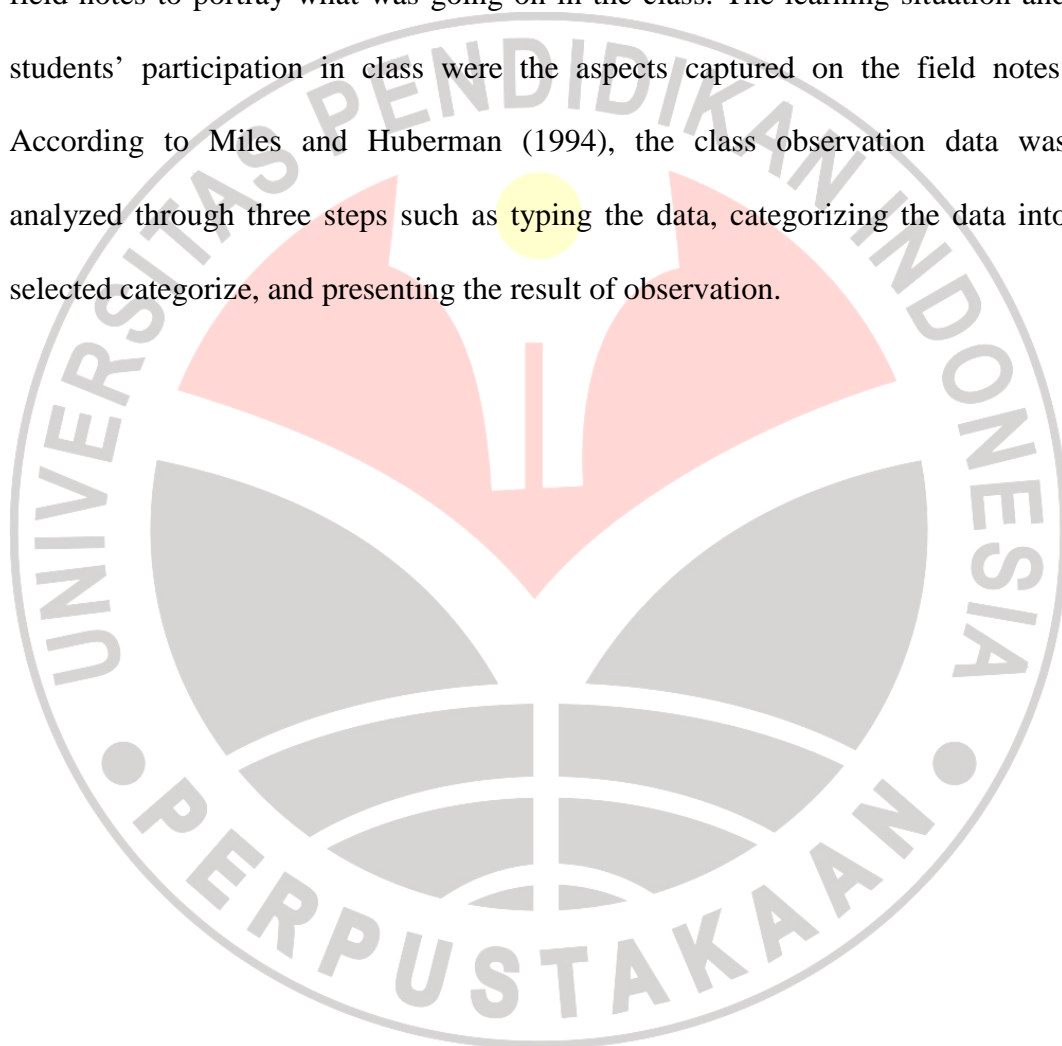 field notes to portray what was going on in the class. The learning situation and
students’ participation in class were the aspects captured on the field notes
According to Miles and Huberman (1994), the class observation data was
analyzed through three steps such as typing the data, categorizing the data into
selected categorize, and presenting the result of observation.
UNIVERSITAS PENDIDIKAN INDONESIA
PERPUSTAKAAN